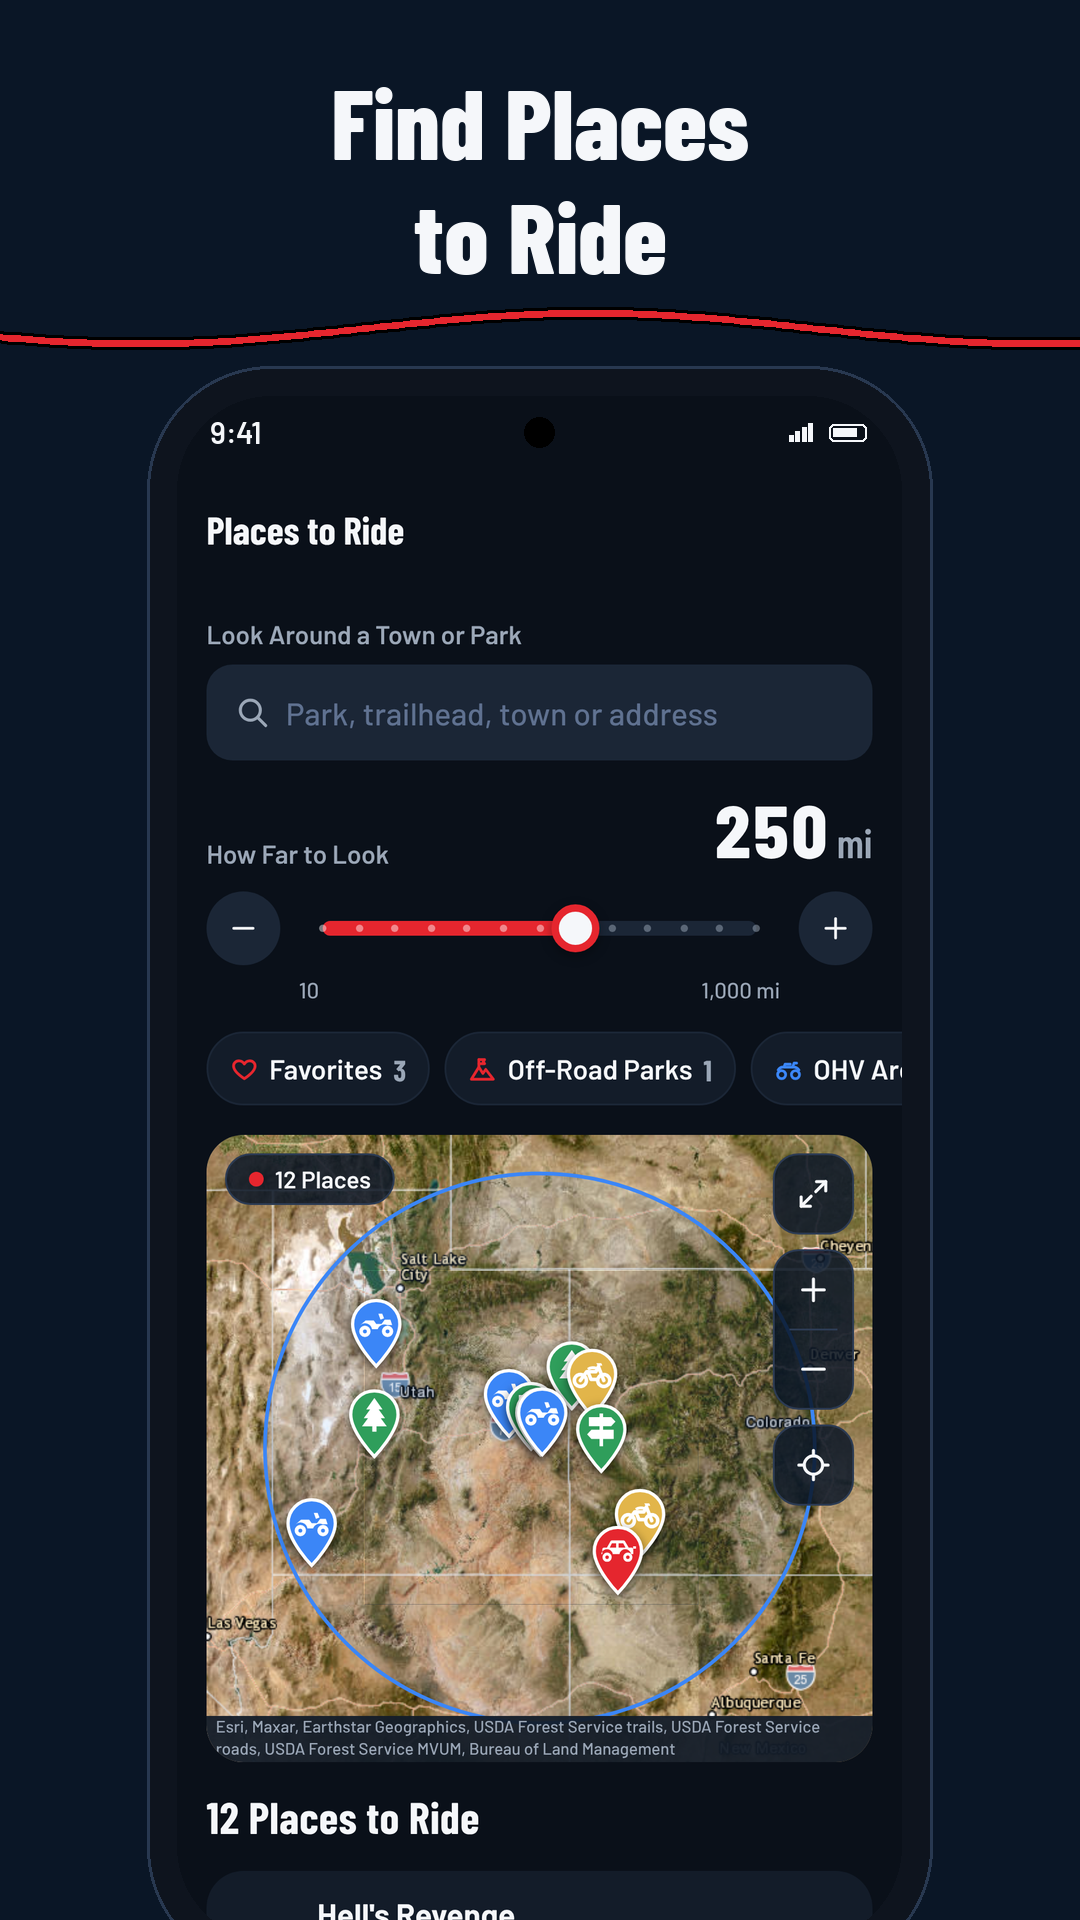 Find Places
to Ride
9:41
Places to Ride
Look Around a Town or Park
Park, trailhead, town or address
How Far to Look
250 mi
10
1,000 mi
Favorites 3
Off-Road Parks 1
OHV Are
12 Places
Cheyen
Salt Lake
City
Denver
15
Utah
Colorado
Las Vegas
Santa Fe
25
Albuquerque
New Mexico
Esri, Maxar, Earthstar Geographics, USDA Forest Service trails, USDA Forest Service
roads, USDA Forest Service MVUM, Bureau of Land Management
12 Places to Ride
Hell's Revenge